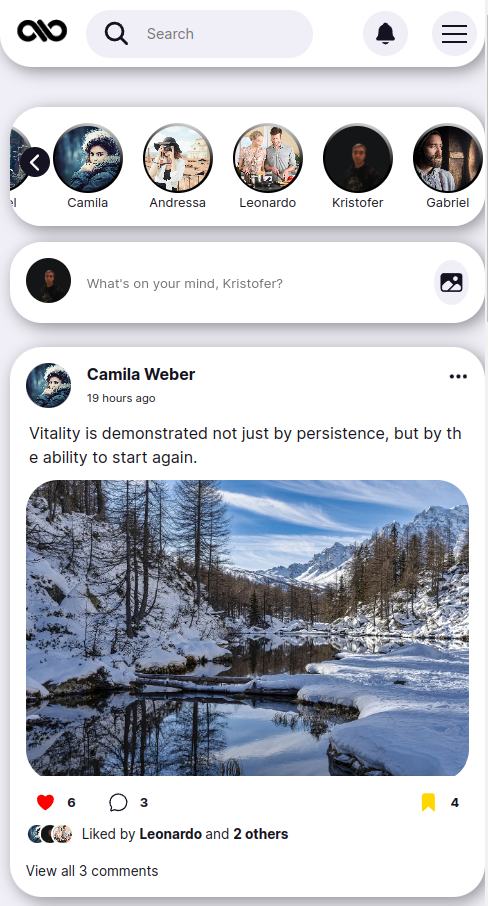 Search
el
Camila
Andressa
Leonardo
Kristofer
Gabriel
What's on your mind, Kristofer?
Camila Weber
19 hours ago
Vitality is demonstrated not just by persistence, but by th
e ability to start again.
6
3
4
Liked by Leonardo and 2 others
View all 3 comments